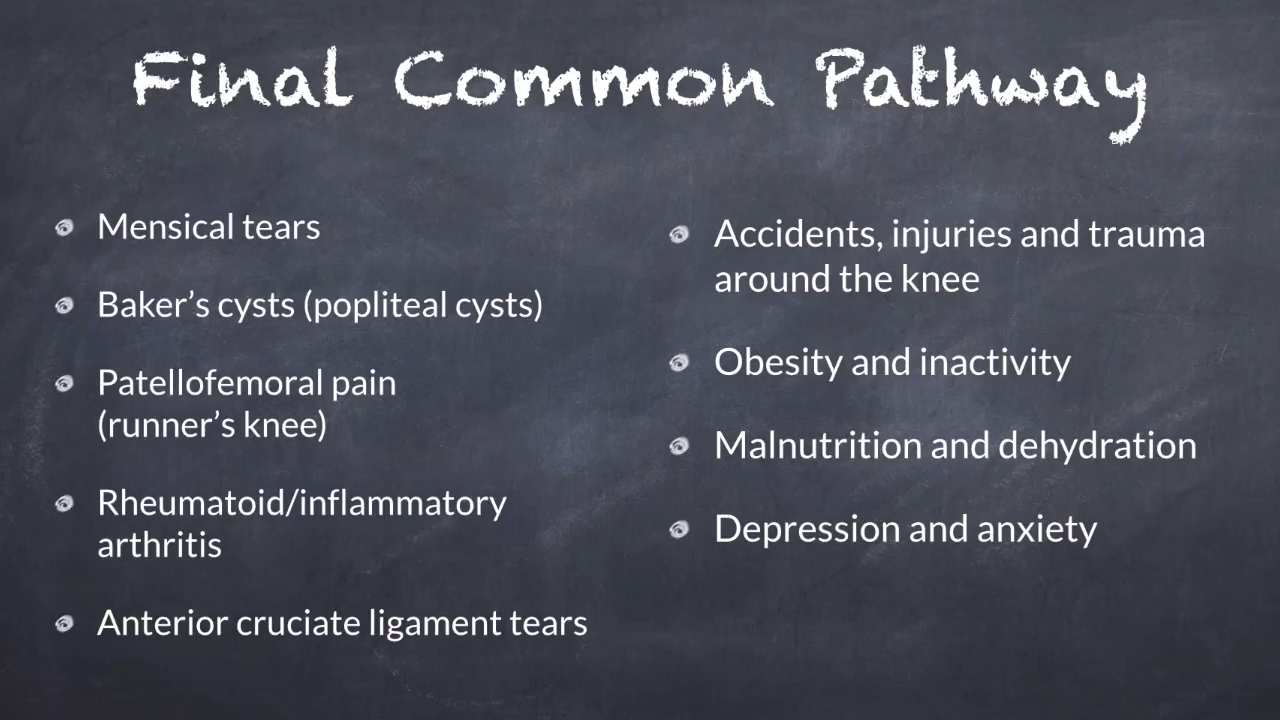 Final Common Pathway
Mensical tears
Baker’s cysts (popliteal cysts)
Patellofemoral pain
(runner’s knee)
Rheumatoid/inflammatory
arthritis
Anterior cruciate ligament tears
Accidents, injuries and trauma
around the knee
Obesity and inactivity
Malnutrition and dehydration
Depression and anxiety